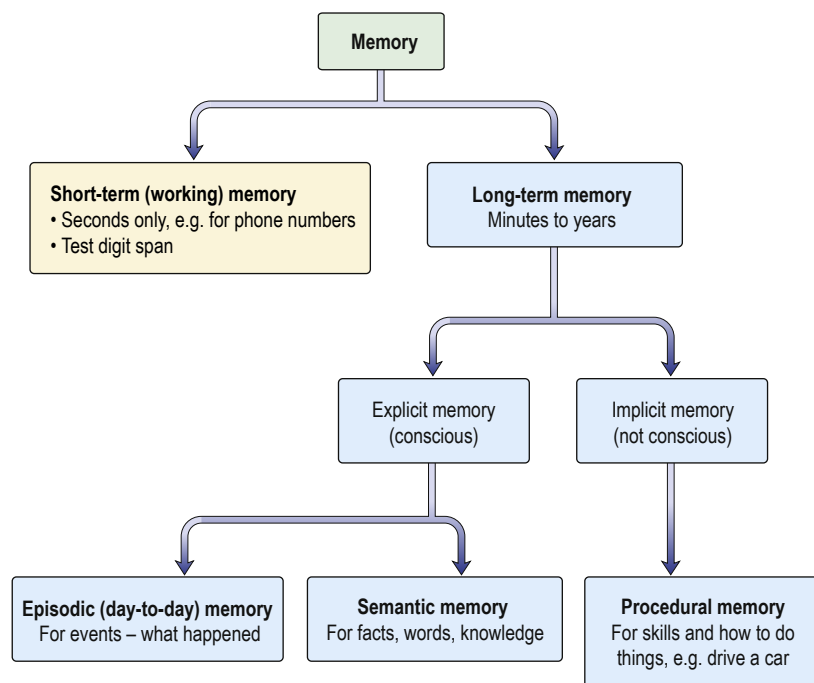 Memory
Short-term (working) memory
• Seconds only, e.g. for phone numbers
• Test digit span
Long-term memory
Minutes to years
Explicit memory
(conscious)
Implicit memory
(not conscious)
Episodic (day-to-day) memory
For events – what happened
Semantic memory
For facts, words, knowledge
Procedural memory
For skills and how to do
things, e.g. drive a car